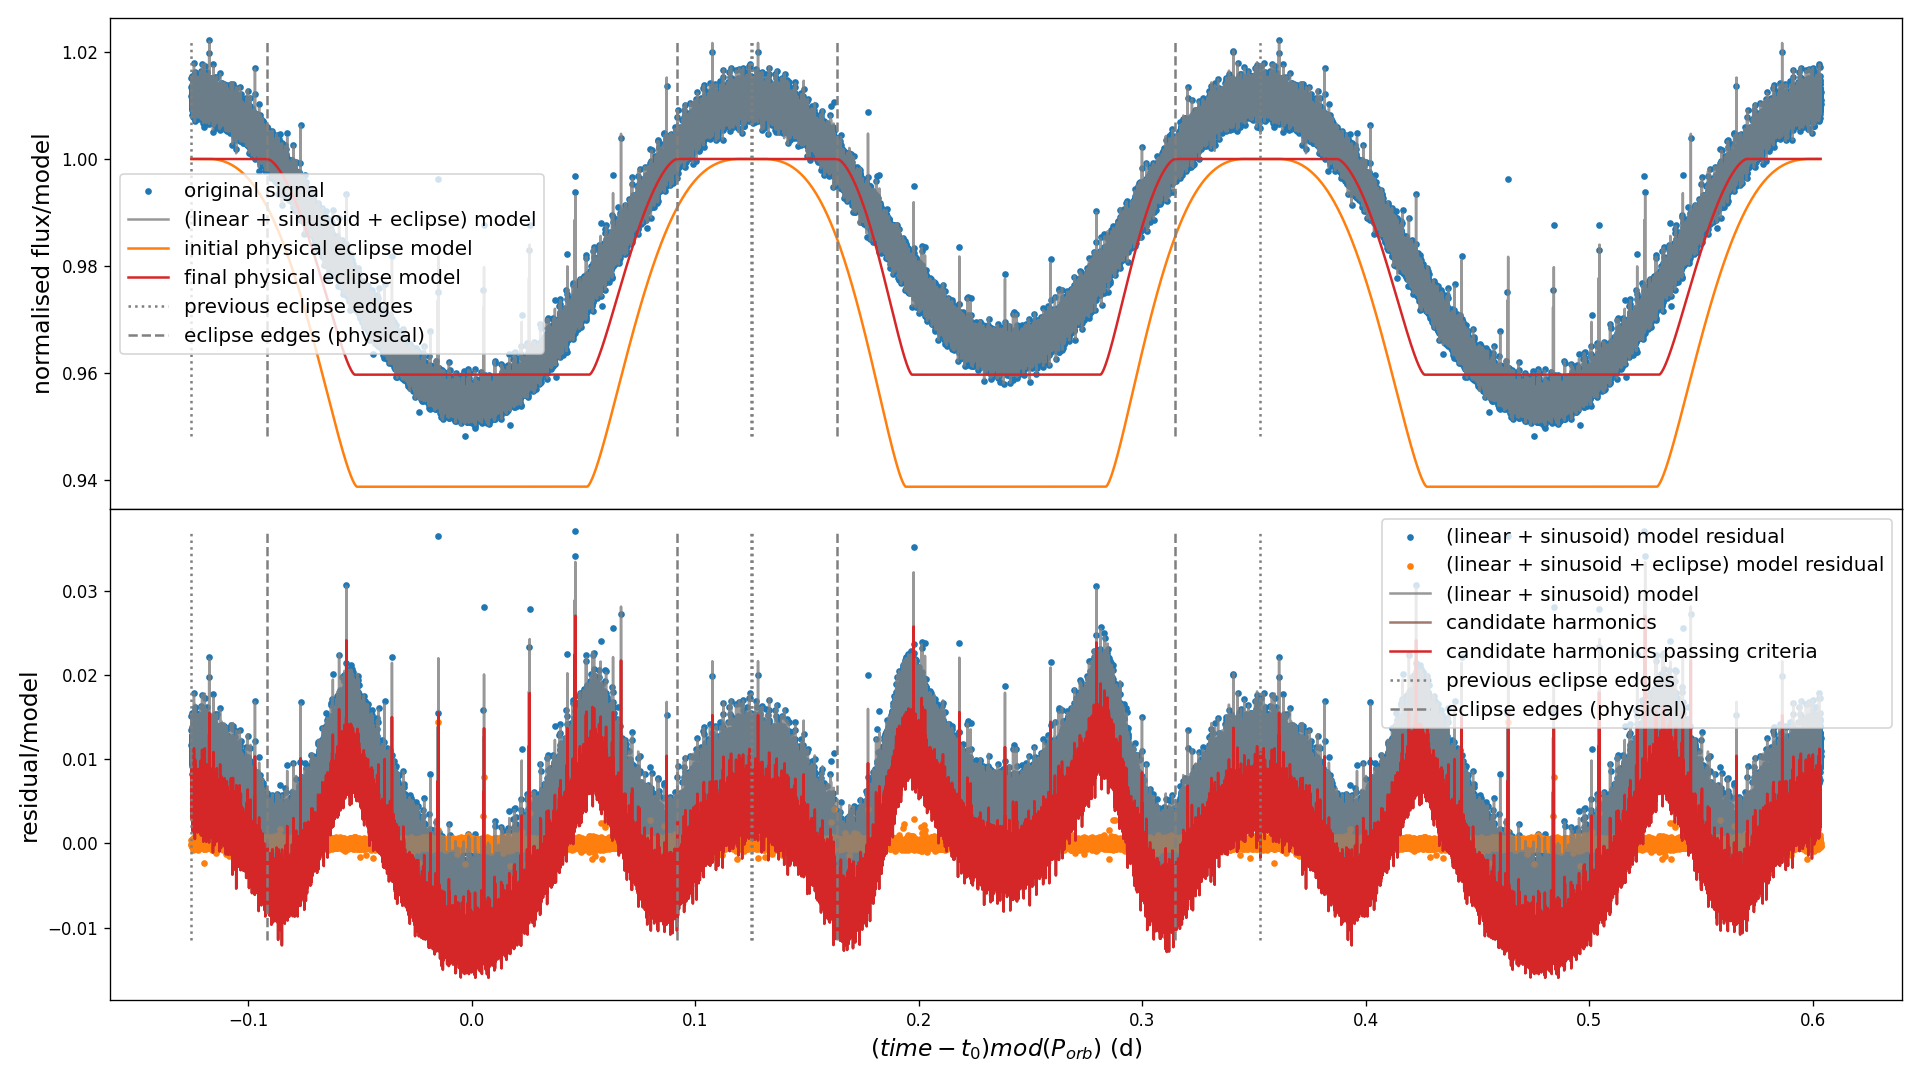 1.02
1.00
0.98
0.96
0.94
normalised flux/model
original signal
(linear + sinusoid + eclipse) model
initial physical eclipse model
final physical eclipse model
previous eclipse edges
eclipse edges (physical)
0.03
0.02
0.01
0.00
−0.01
residual/model
(linear + sinusoid) model residual
(linear + sinusoid + eclipse) model residual
(linear + sinusoid) model
candidate harmonics
candidate harmonics passing criteria
previous eclipse edges
eclipse edges (physical)
−0.1 0.0 0.1 0.2 0.3 0.4 0.5 0.6
(time − t₀)mod(Pₒᵣb) (d)